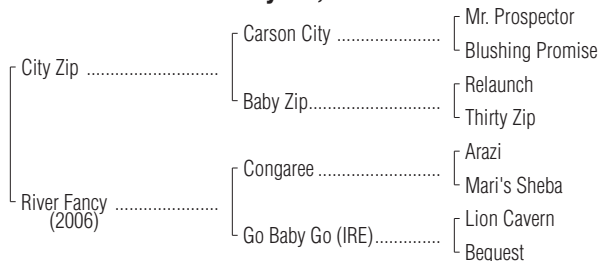 Mr. Prospector
Carson City ........................
Blushing Promise
City Zip ..............................
Relaunch
Baby Zip..............................
Thirty Zip
Arazi
Congaree ............................
Mari's Sheba
River Fancy ........................
(2006)
Lion Cavern
Go Baby Go (IRE)...............
Bequest